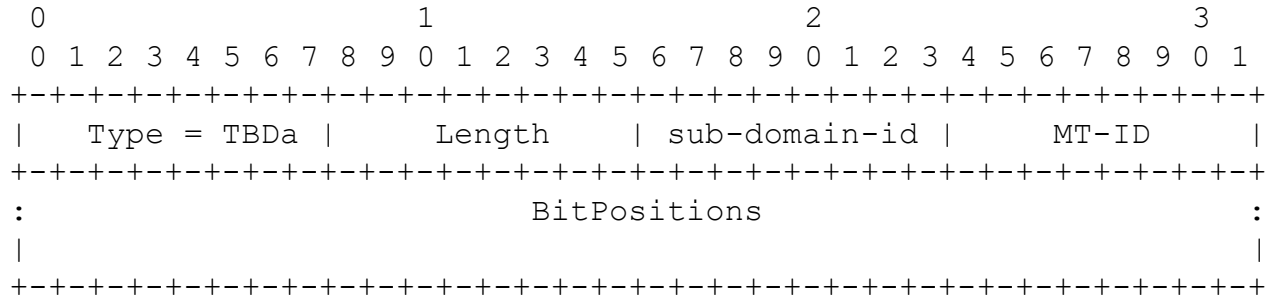 0                   1                   2                   3
 0 1 2 3 4 5 6 7 8 9 0 1 2 3 4 5 6 7 8 9 0 1 2 3 4 5 6 7 8 9 0 1
+-+-+-+-+-+-+-+-+-+-+-+-+-+-+-+-+-+-+-+-+-+-+-+-+-+-+-+-+-+-+-+-+
|   Type = TBDa |     Length    | sub-domain-id |     MT-ID     |
+-+-+-+-+-+-+-+-+-+-+-+-+-+-+-+-+-+-+-+-+-+-+-+-+-+-+-+-+-+-+-+-+
:                          BitPositions                         :
|                                                               |
+-+-+-+-+-+-+-+-+-+-+-+-+-+-+-+-+-+-+-+-+-+-+-+-+-+-+-+-+-+-+-+-+